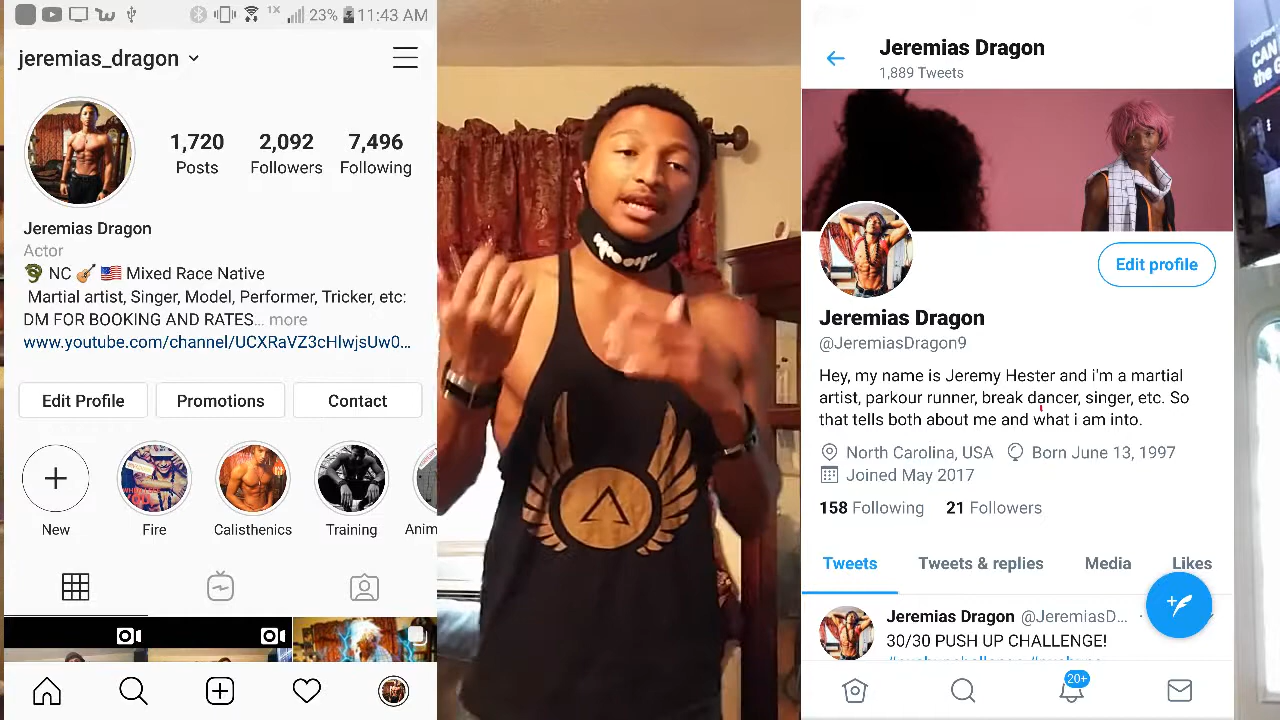 1X 23% 11:43 AM
jeremias_dragon
1,720 2,092 7,496
Posts Followers Following
Jeremias Dragon
Actor
NC Mixed Race Native
Martial artist, Singer, Model, Performer, Tricker, etc:
DM FOR BOOKING AND RATES... more
www.youtube.com/channel/UCXRaVZ3cHlwjsUw0...
Edit Profile Promotions Contact
New Fire Calisthenics Training Anim
Jeremias Dragon
1,889 Tweets
Edit profile
Jeremias Dragon
@JeremiasDragon9
Hey, my name is Jeremy Hester and i'm a martial
artist, parkour runner, break dancer, singer, etc. So
that tells both about me and what i am into.
North Carolina, USA Born June 13, 1997
Joined May 2017
158 Following 21 Followers
Tweets Tweets & replies Media Likes
Jeremias Dragon @JeremiasD... ·
30/30 PUSH UP CHALLENGE!
20+
CAN
the G